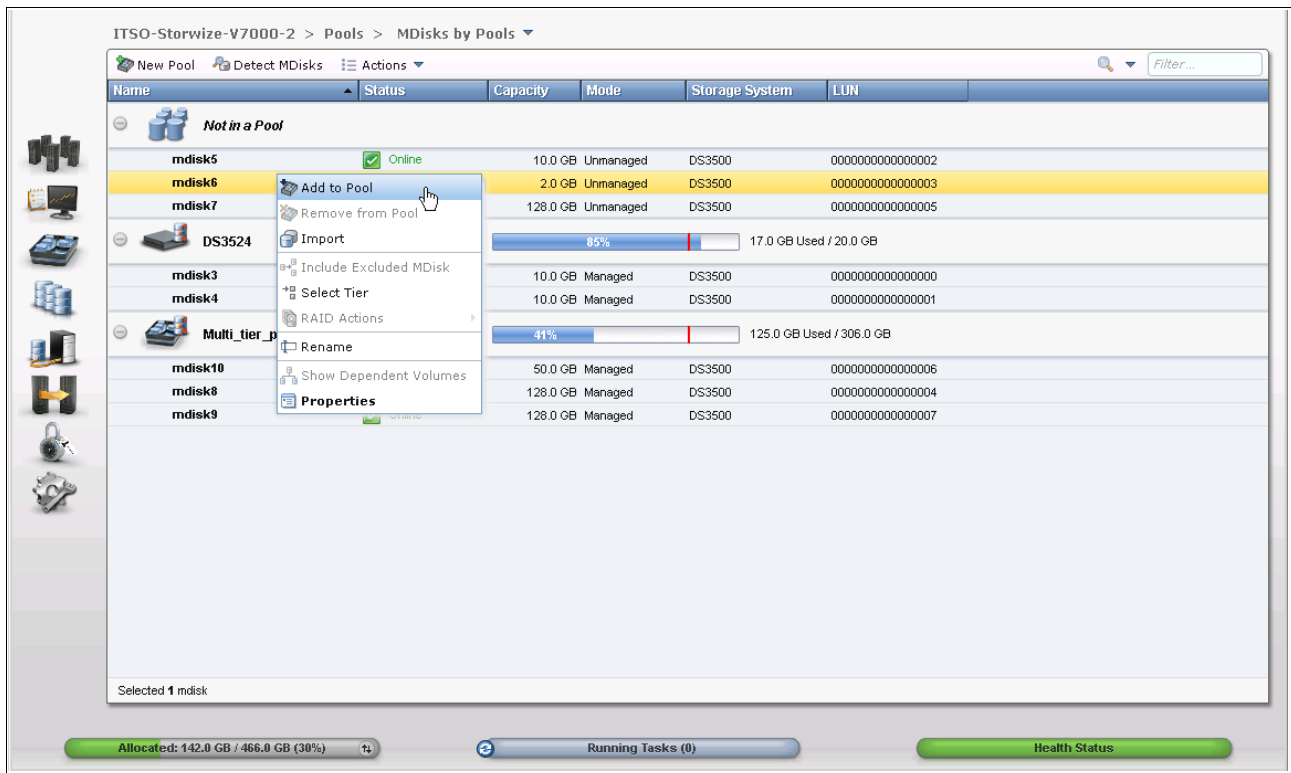 ITSO-Storwize-V7000-2 > Pools > MDisks by Pools
New Pool Detect MDisks Actions Filter...
Name Status Capacity Mode Storage System LUN
Not in a Pool
mdisk5 Online 10.0 GB Unmanaged DS3500 0000000000000002
mdisk6 2.0 GB Unmanaged DS3500 0000000000000003
mdisk7 128.0 GB Unmanaged DS3500 0000000000000005
DS3524 85% 17.0 GB Used / 20.0 GB
mdisk3 10.0 GB Managed DS3500 0000000000000000
mdisk4 10.0 GB Managed DS3500 0000000000000001
Multi_tier_p 41% 125.0 GB Used / 306.0 GB
mdisk10 50.0 GB Managed DS3500 0000000000000006
mdisk8 128.0 GB Managed DS3500 0000000000000004
mdisk9 Online 128.0 GB Managed DS3500 0000000000000007
Add to Pool
Remove from Pool
Import
Include Excluded MDisk
Select Tier
RAID Actions
Rename
Show Dependent Volumes
Properties
Selected 1 mdisk
Allocated: 142.0 GB / 466.0 GB (30%) Running Tasks (0) Health Status